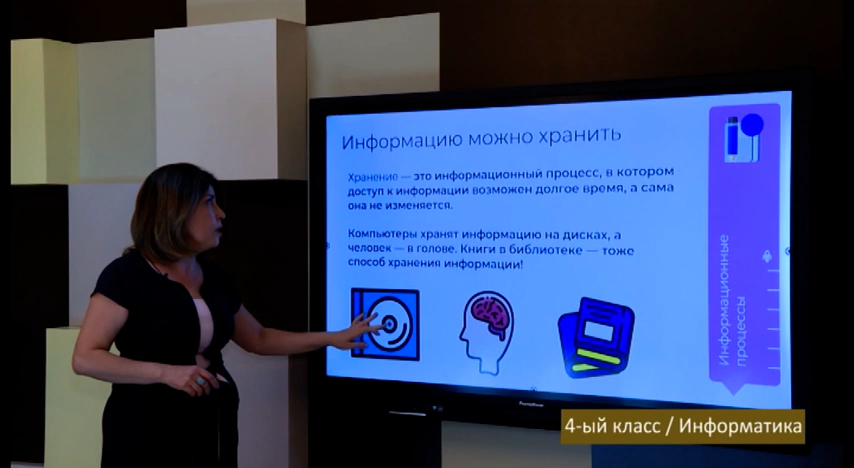 Информацию можно хранить
Хранение — это информационный процесс, в котором
доступ к информации возможен долгое время, а сама
она не изменяется.
Компьютеры хранят информацию на дисках, а
человек — в голове. Книги в библиотеке — тоже
способ хранения информации!
Информационные
процессы
4-ый класс / Информатика